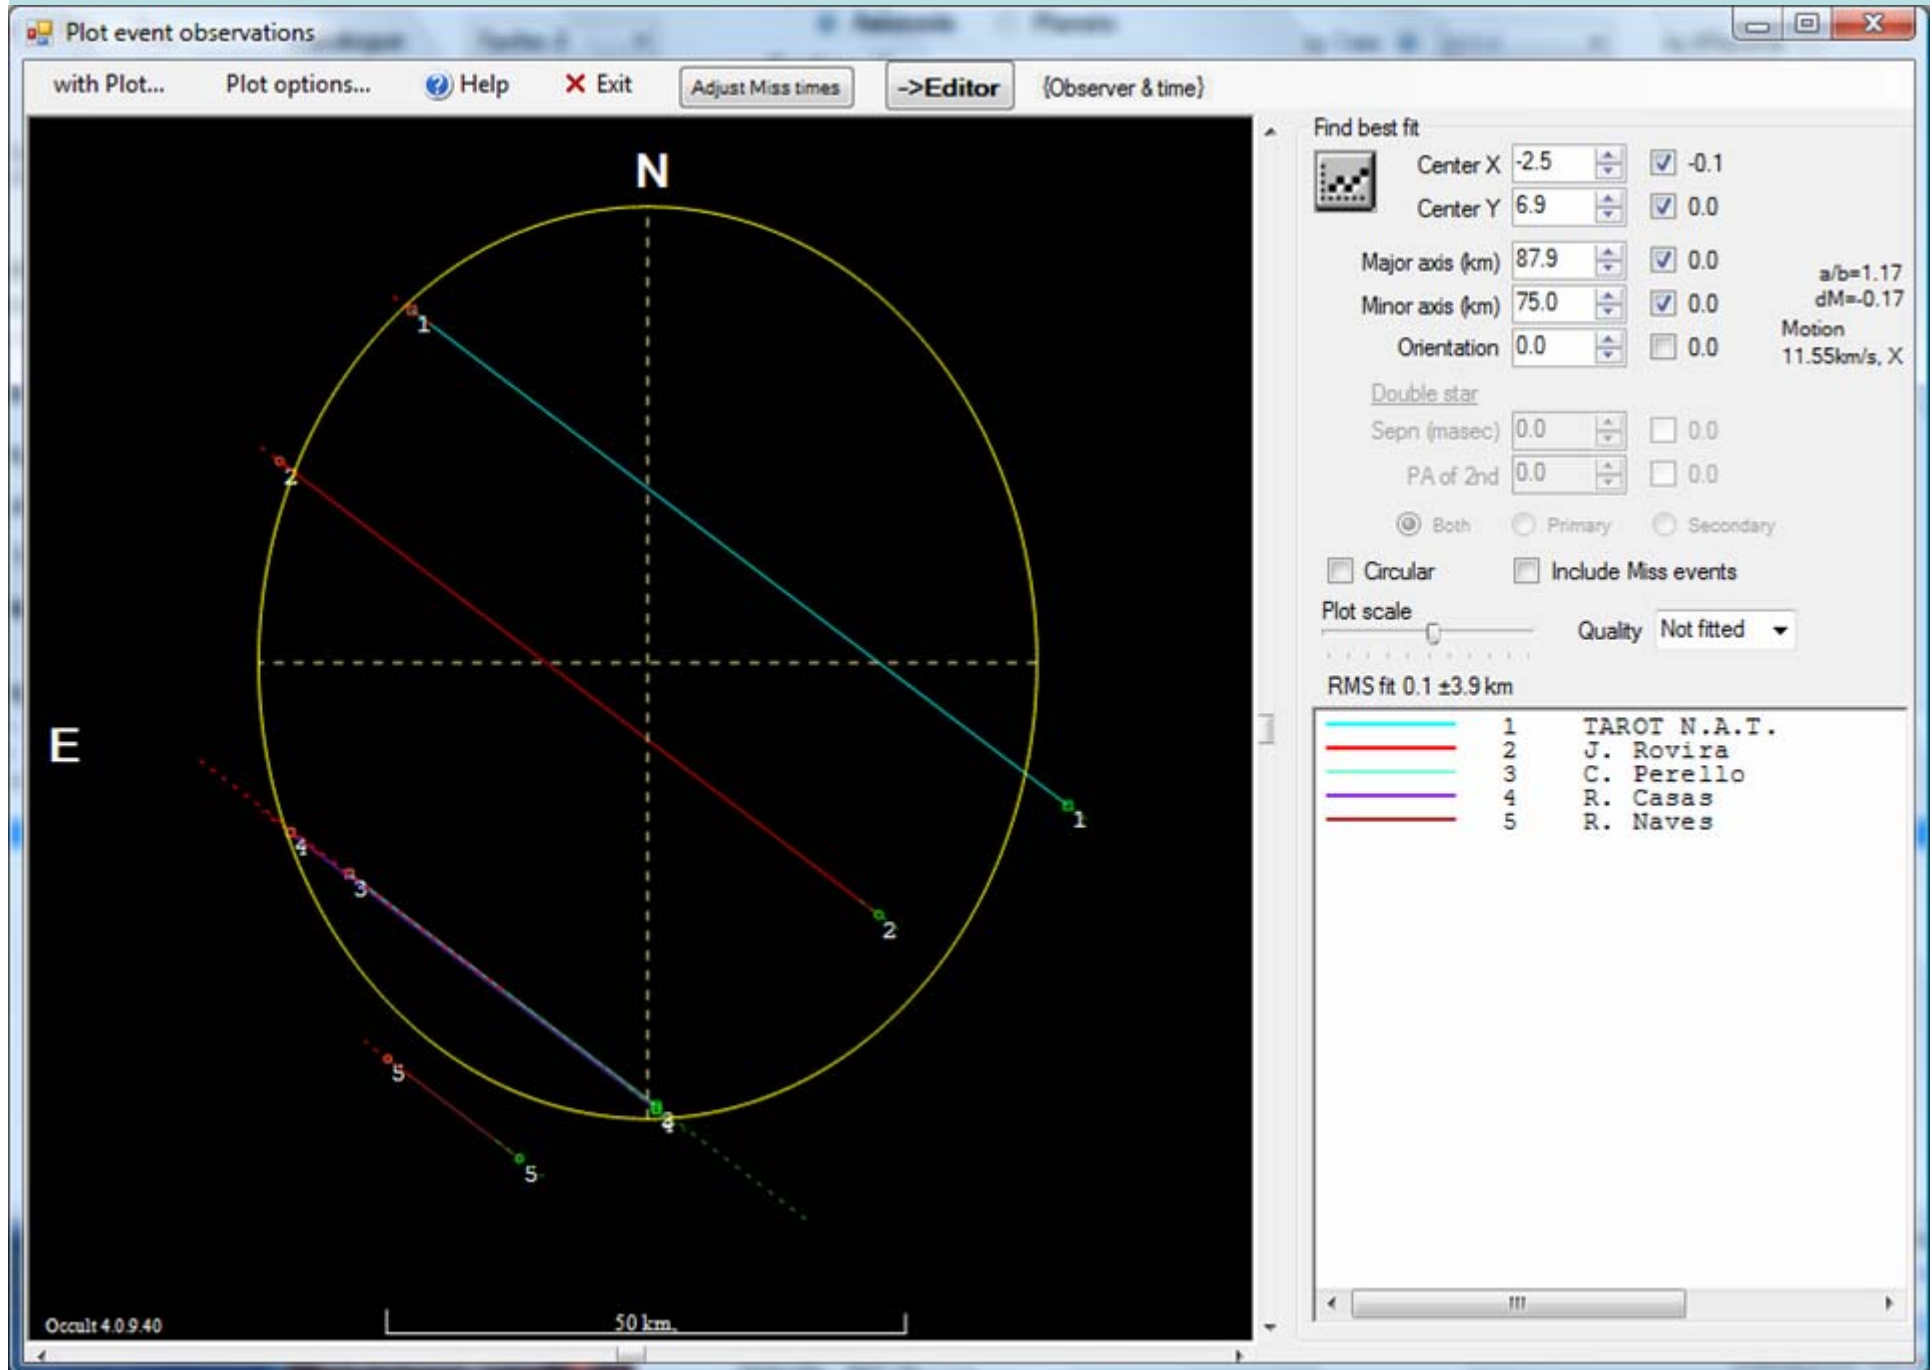 Plot event observations
with Plot... Plot options... Help Exit Adjust Miss times ->Editor {Observer & time}
N
E
1
2
4
3
1
2
5
4
5
50 km.
Occult 4.0.9.40
Find best fit
Center X -2.5 -0.1
Center Y 6.9 0.0
Major axis (km) 87.9 0.0
a/b=1.17
Minor axis (km) 75.0 0.0
dM=-0.17
Motion
Orientation 0.0 0.0
11.55km/s, X
Double star
Sepn (masec) 0.0 0.0
PA of 2nd 0.0 0.0
Both Primary Secondary
Circular Include Miss events
Plot scale
Quality Not fitted
RMS fit 0.1 ±3.9 km
1 TAROT N.A.T.
2 J. Rovira
3 C. Perello
4 R. Casas
5 R. Naves